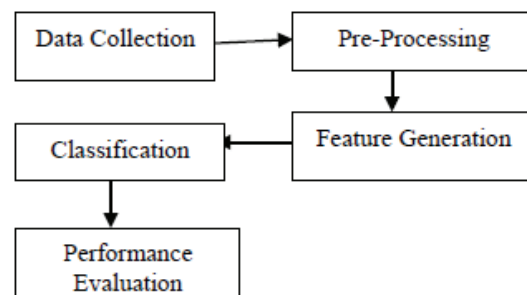 Data Collection
Pre-Processing
Feature Generation
Classification
Performance
Evaluation